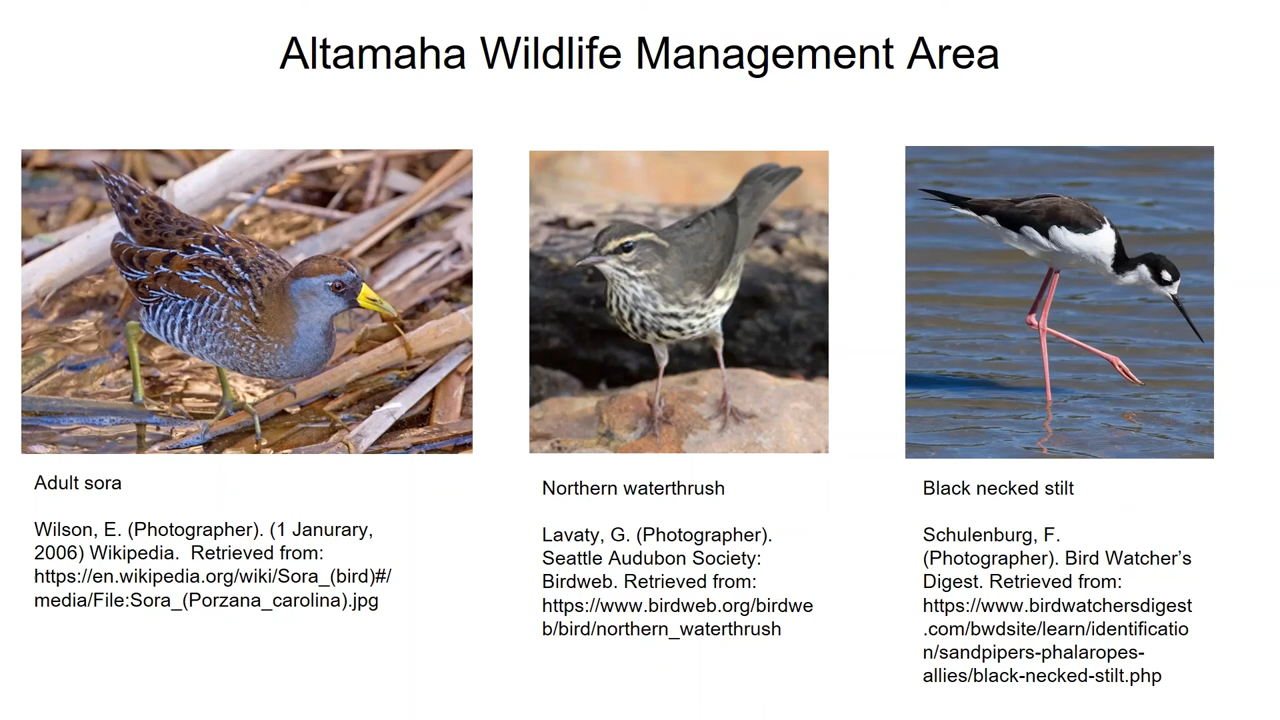 Altamaha Wildlife Management Area
Adult sora
Wilson, E. (Photographer). (1 Janurary,
2006) Wikipedia.  Retrieved from:
https://en.wikipedia.org/wiki/Sora_(bird)#/
media/File:Sora_(Porzana_carolina).jpg
Northern waterthrush
Lavaty, G. (Photographer).
Seattle Audubon Society:
Birdweb. Retrieved from:
https://www.birdweb.org/birdwe
b/bird/northern_waterthrush
Black necked stilt
Schulenburg, F.
(Photographer). Bird Watcher’s
Digest. Retrieved from:
https://www.birdwatchersdigest
.com/bwdsite/learn/identificatio
n/sandpipers-phalaropes-
allies/black-necked-stilt.php